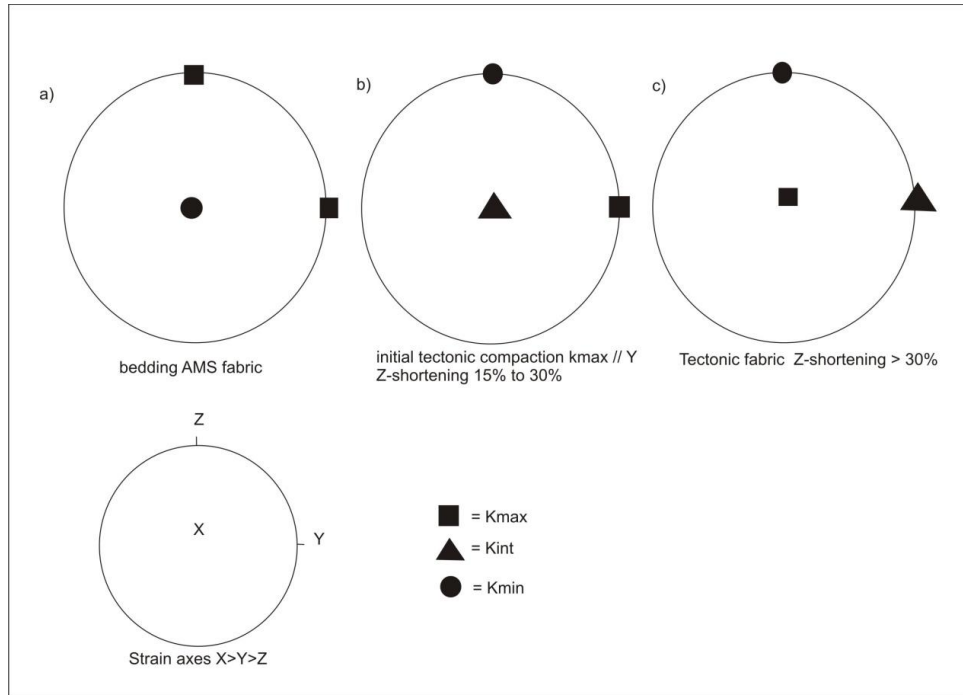 a)
b)
c)
bedding AMS fabric
initial tectonic compaction kmax // Y
Z-shortening 15% to 30%
Tectonic fabric Z-shortening > 30%
Z
X
Y
Strain axes X>Y>Z
= Kmax
= Kint
= Kmin